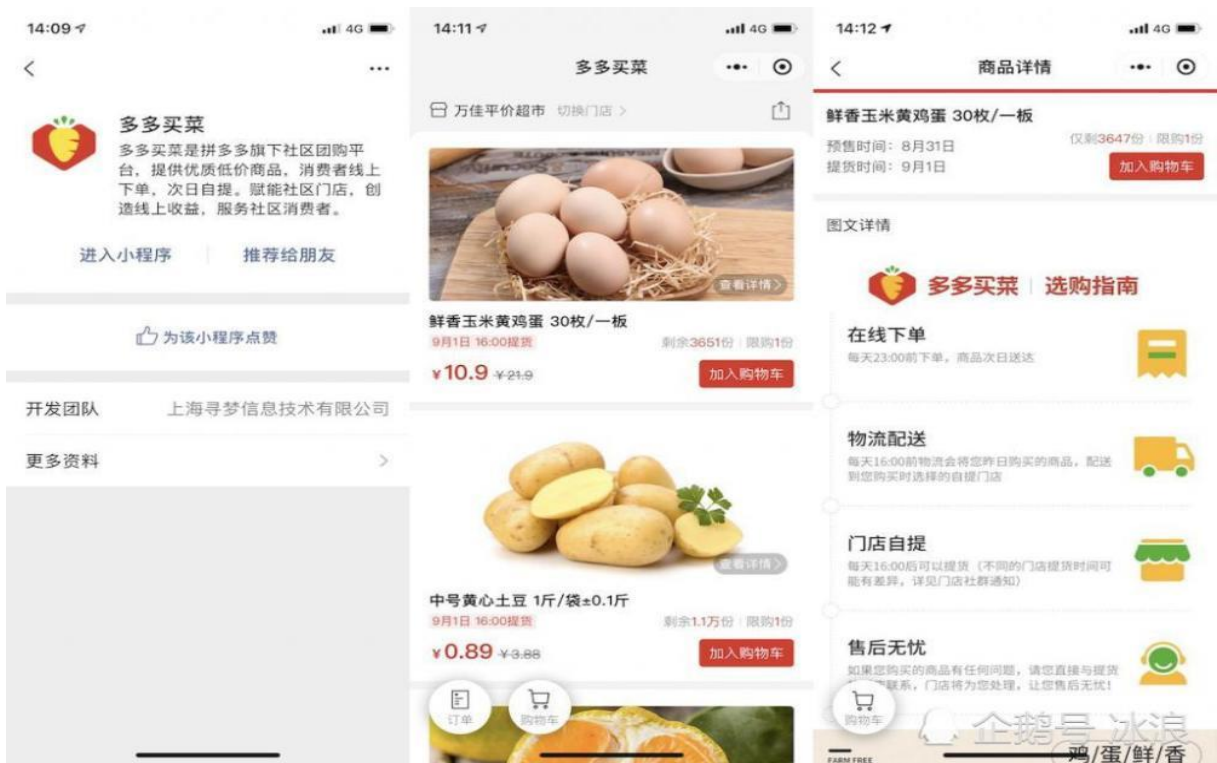 14:09
4G
多多买菜
多多买菜是拼多多旗下社区团购平
台，提供优质低价商品，消费者线上
下单，次日自提。赋能社区门店，创
造线上收益，服务社区消费者。
进入小程序
推荐给朋友
为该小程序点赞
开发团队
上海寻梦信息技术有限公司
更多资料
14:11
4G
多多买菜
万佳平价超市 切换门店
查看详情
鲜香玉米黄鸡蛋 30枚/一板
9月1日 16:00提货
剩余3651份 限购1份
¥10.9 ¥21.9
加入购物车
查看详情
中号黄心土豆 1斤/袋±0.1斤
9月1日 16:00提货
剩余1.1万份 限购1份
¥0.89 ¥3.88
加入购物车
订单
购物车
14:12
4G
商品详情
鲜香玉米黄鸡蛋 30枚/一板
仅剩3647份 限购1份
预售时间：8月31日
提货时间：9月1日
加入购物车
图文详情
多多买菜 选购指南
在线下单
每天23:00前下单，商品次日送达
物流配送
每天16:00前物流会将您昨日购买的商品，配送
到您购买时选择的自提门店
门店自提
每天16:00后可以提货（不同的门店提货时间可
能有差异，详见门店社群通知）
售后无忧
如果您购买的商品有任何问题，请您直接与提货
联系，门店将为您处理，让您售后无忧！
购物车
企鹅号 冰浪
FARM FREE
鸡/蛋/鲜/香